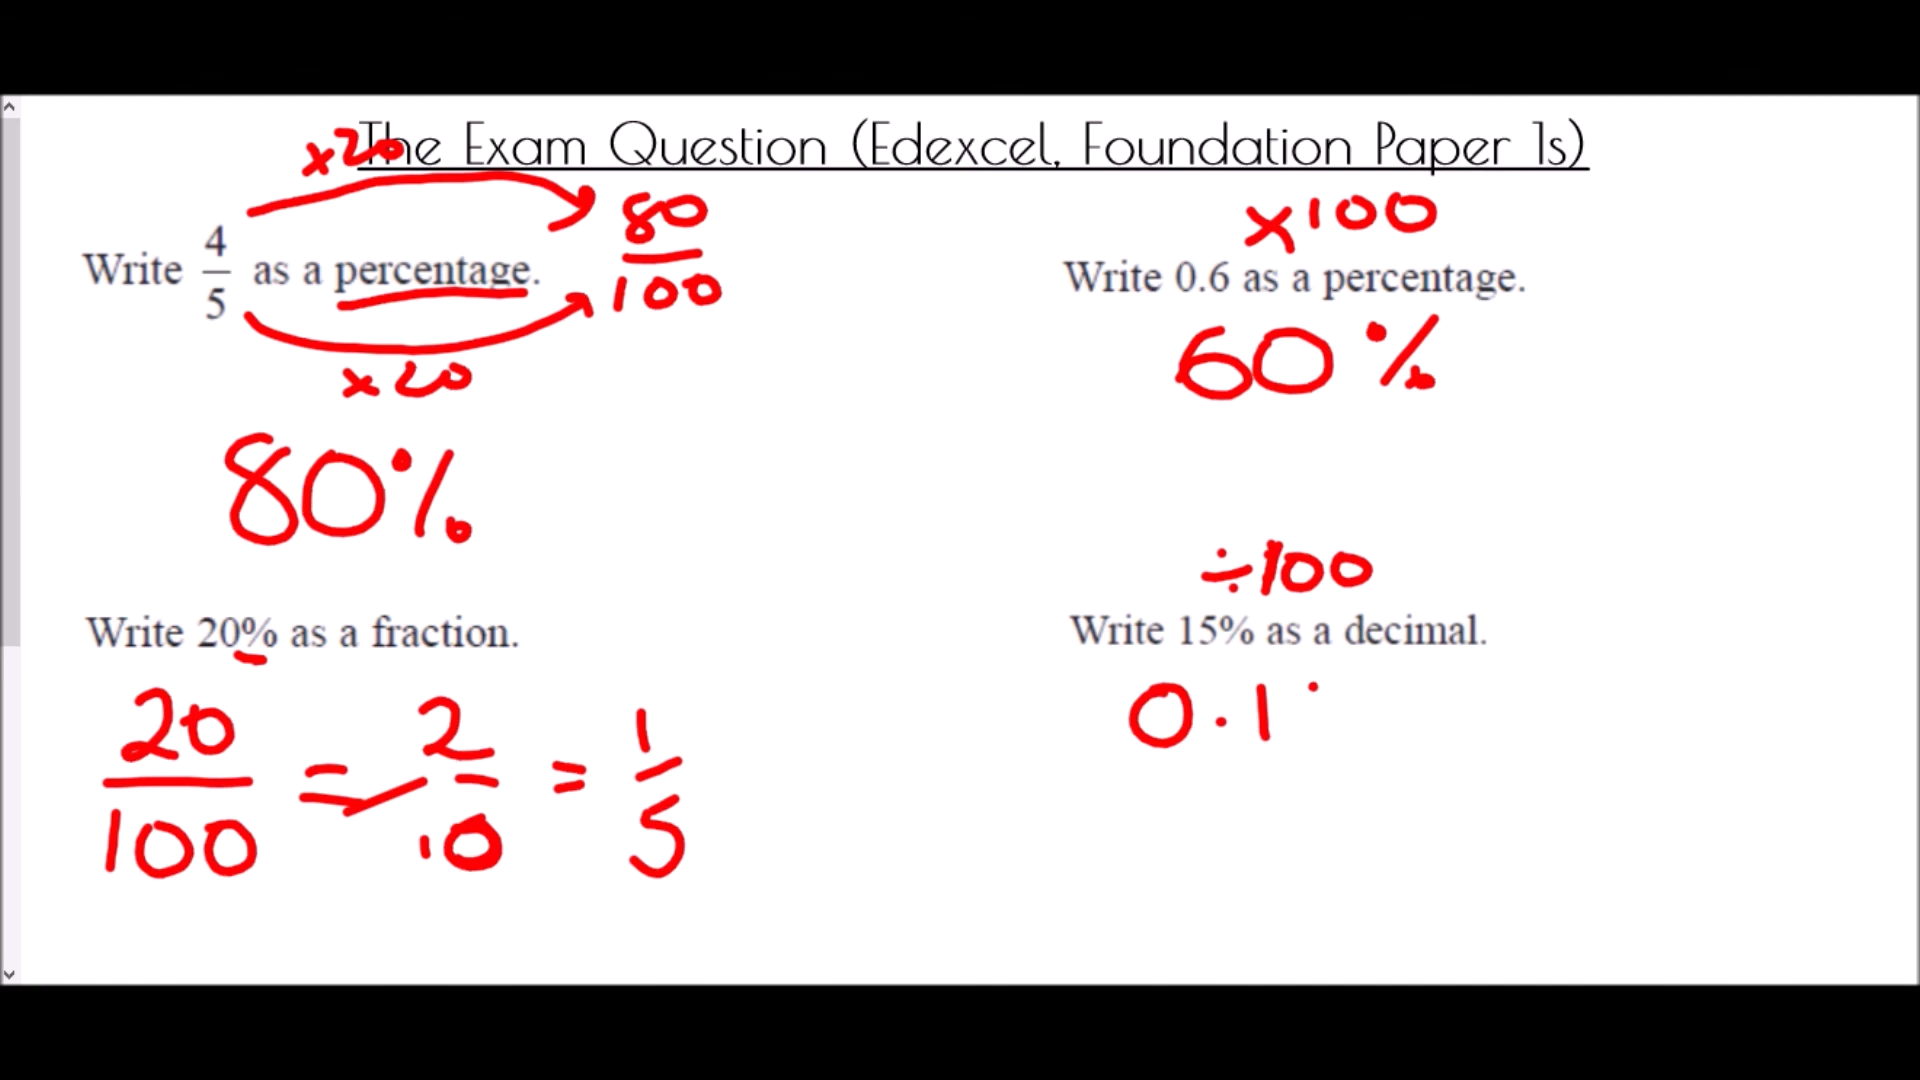 The Exam Question (Edexcel, Foundation Paper 1s)
×20
Write 4/5 as a percentage.
80/100
×20
80%
×100
Write 0.6 as a percentage.
60%
Write 20% as a fraction.
20/100 = 2/10 = 1/5
÷100
Write 15% as a decimal.
0.1